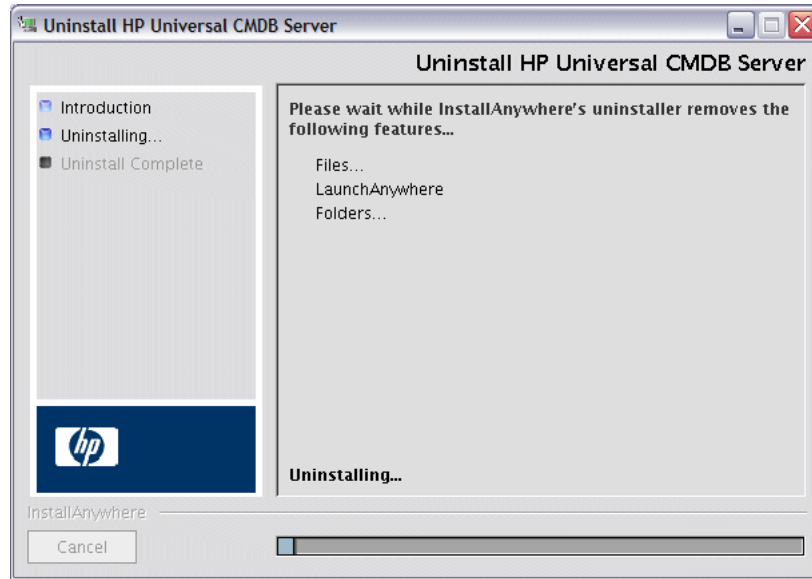 Uninstall HP Universal CMDB Server
Uninstall HP Universal CMDB Server
Introduction
Uninstalling...
Uninstall Complete
Please wait while InstallAnywhere's uninstaller removes the
following features...
Files...
LaunchAnywhere
Folders...
hp
Uninstalling...
InstallAnywhere
Cancel